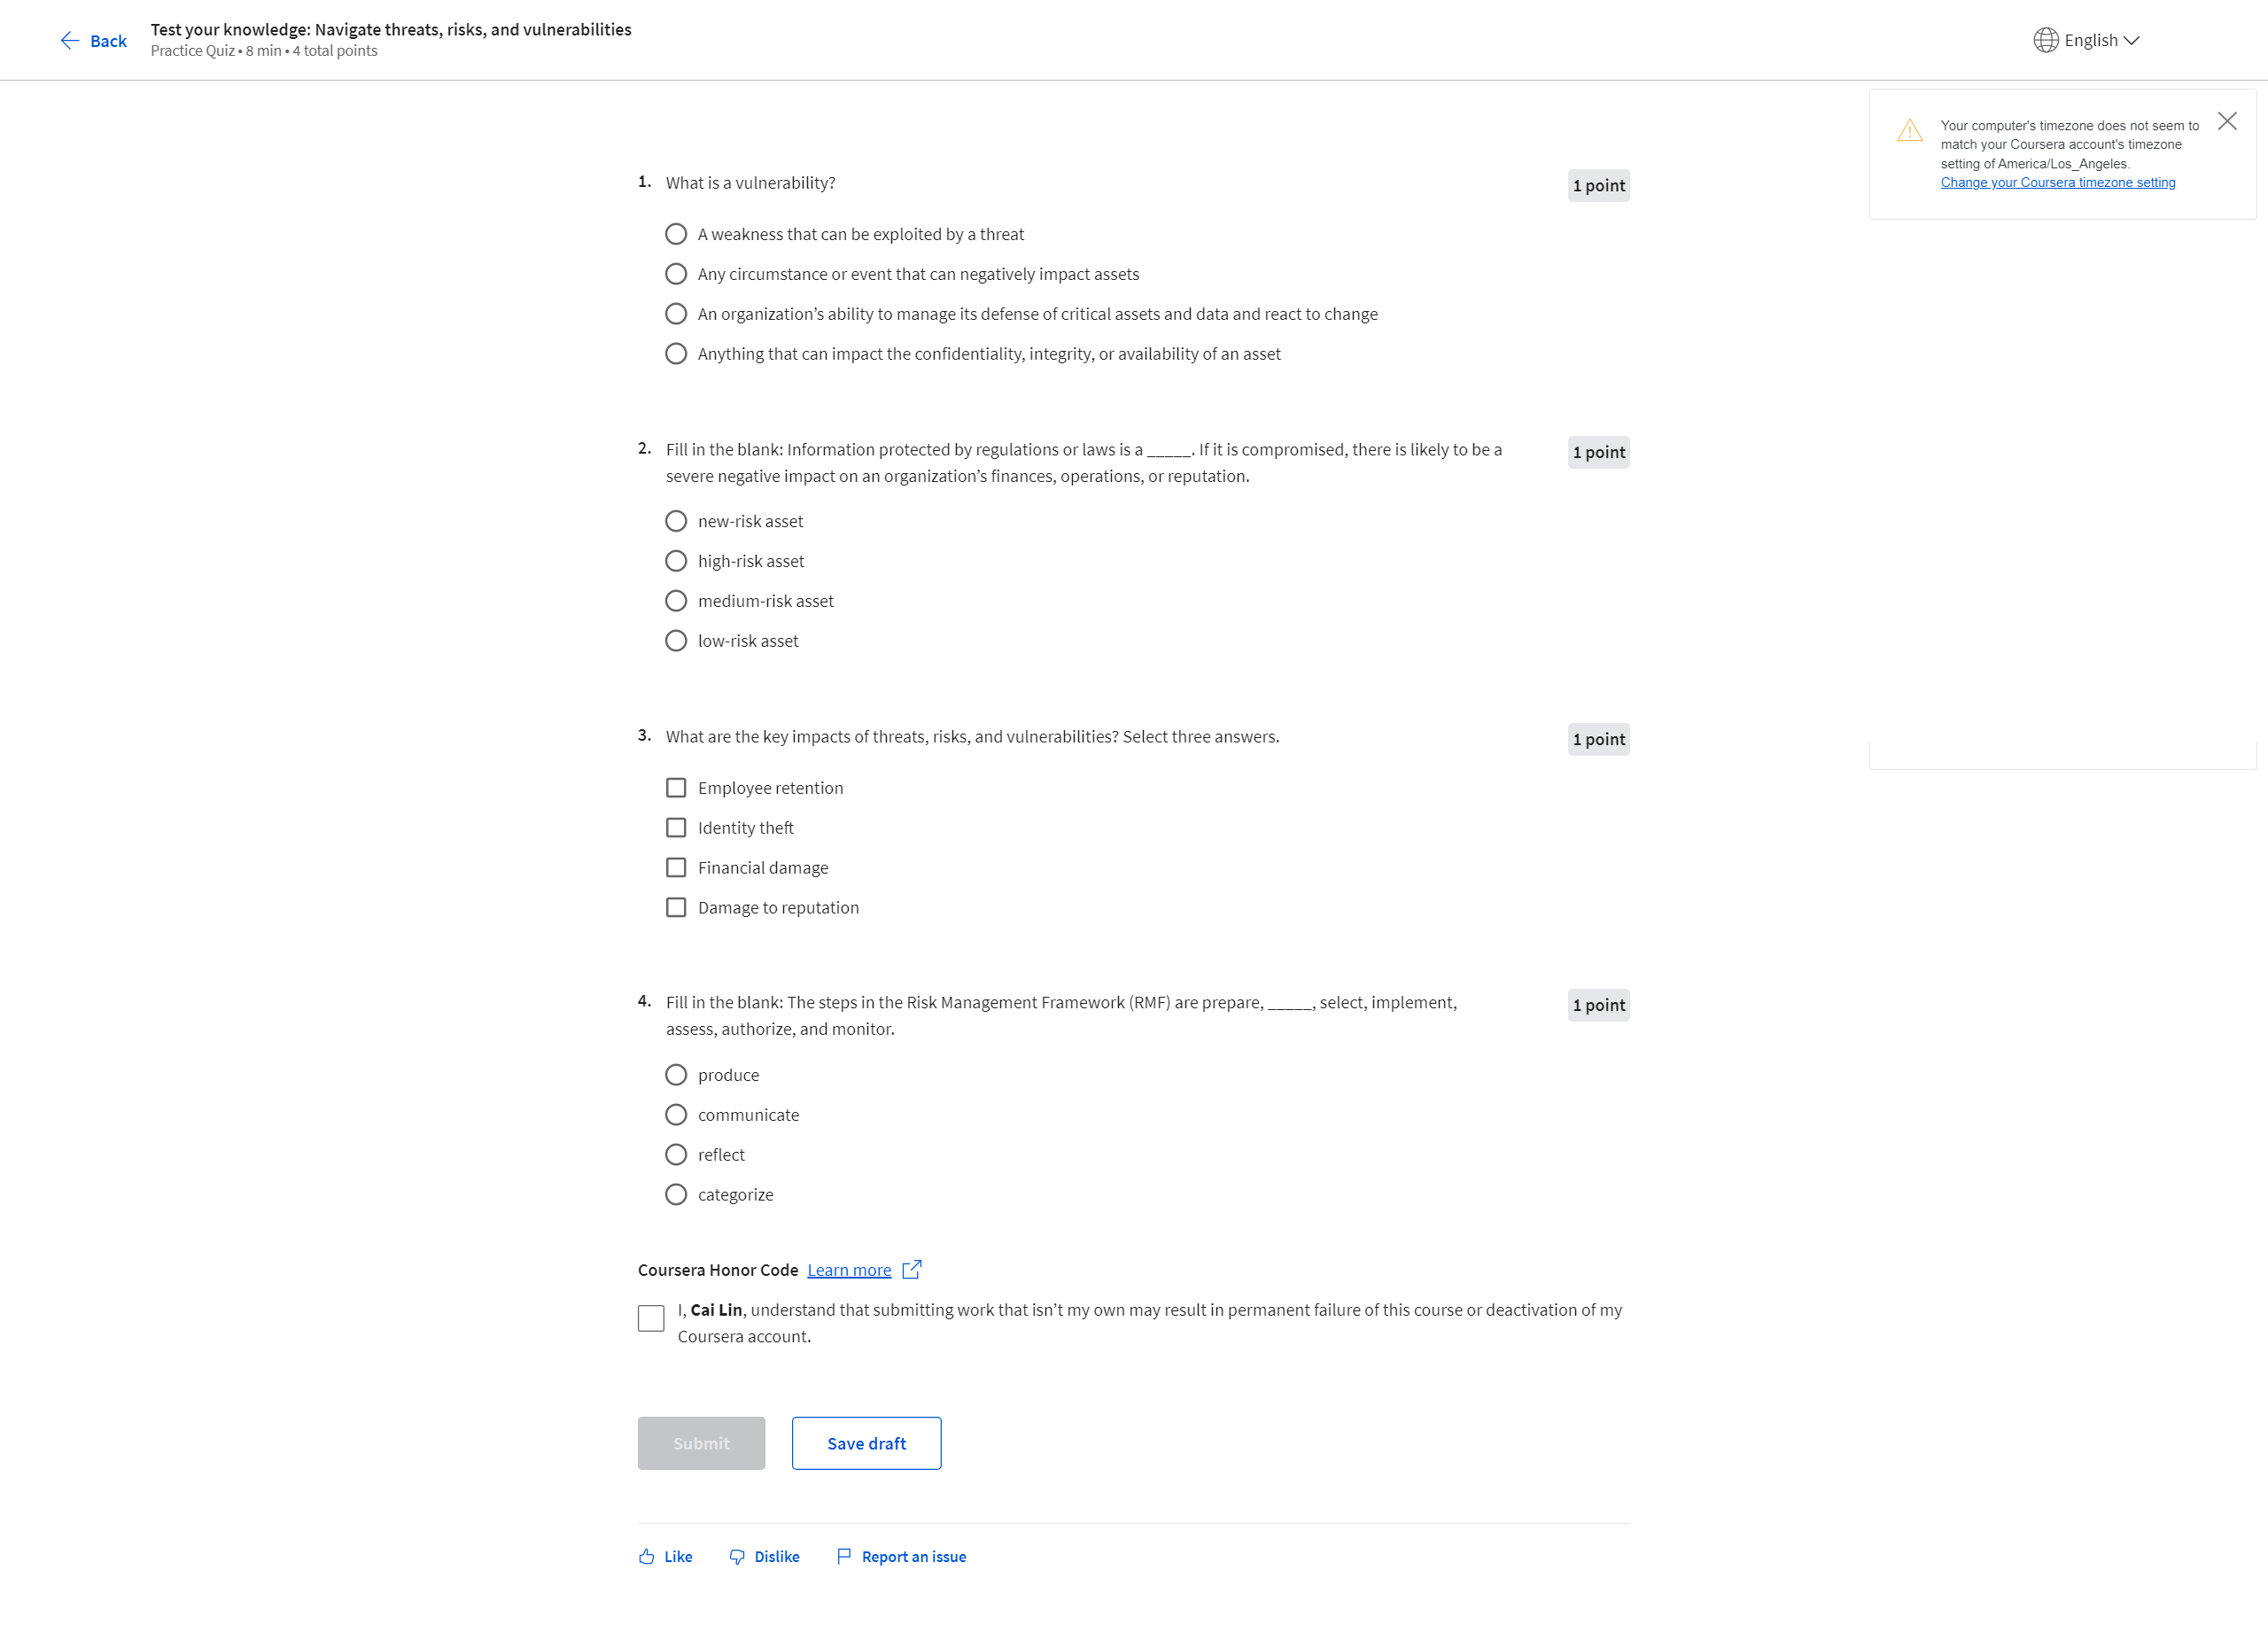 Back
Test your knowledge: Navigate threats, risks, and vulnerabilities
Practice Quiz • 8 min • 4 total points
English
Your computer's timezone does not seem to
match your Coursera account's timezone
setting of America/Los_Angeles.
Change your Coursera timezone setting
1. What is a vulnerability?
1 point
A weakness that can be exploited by a threat
Any circumstance or event that can negatively impact assets
An organization’s ability to manage its defense of critical assets and data and react to change
Anything that can impact the confidentiality, integrity, or availability of an asset
2. Fill in the blank: Information protected by regulations or laws is a _____. If it is compromised, there is likely to be a
severe negative impact on an organization’s finances, operations, or reputation.
1 point
new-risk asset
high-risk asset
medium-risk asset
low-risk asset
3. What are the key impacts of threats, risks, and vulnerabilities? Select three answers.
1 point
Employee retention
Identity theft
Financial damage
Damage to reputation
4. Fill in the blank: The steps in the Risk Management Framework (RMF) are prepare, _____, select, implement,
assess, authorize, and monitor.
1 point
produce
communicate
reflect
categorize
Coursera Honor Code Learn more
I, Cai Lin, understand that submitting work that isn’t my own may result in permanent failure of this course or deactivation of my
Coursera account.
Submit
Save draft
Like
Dislike
Report an issue